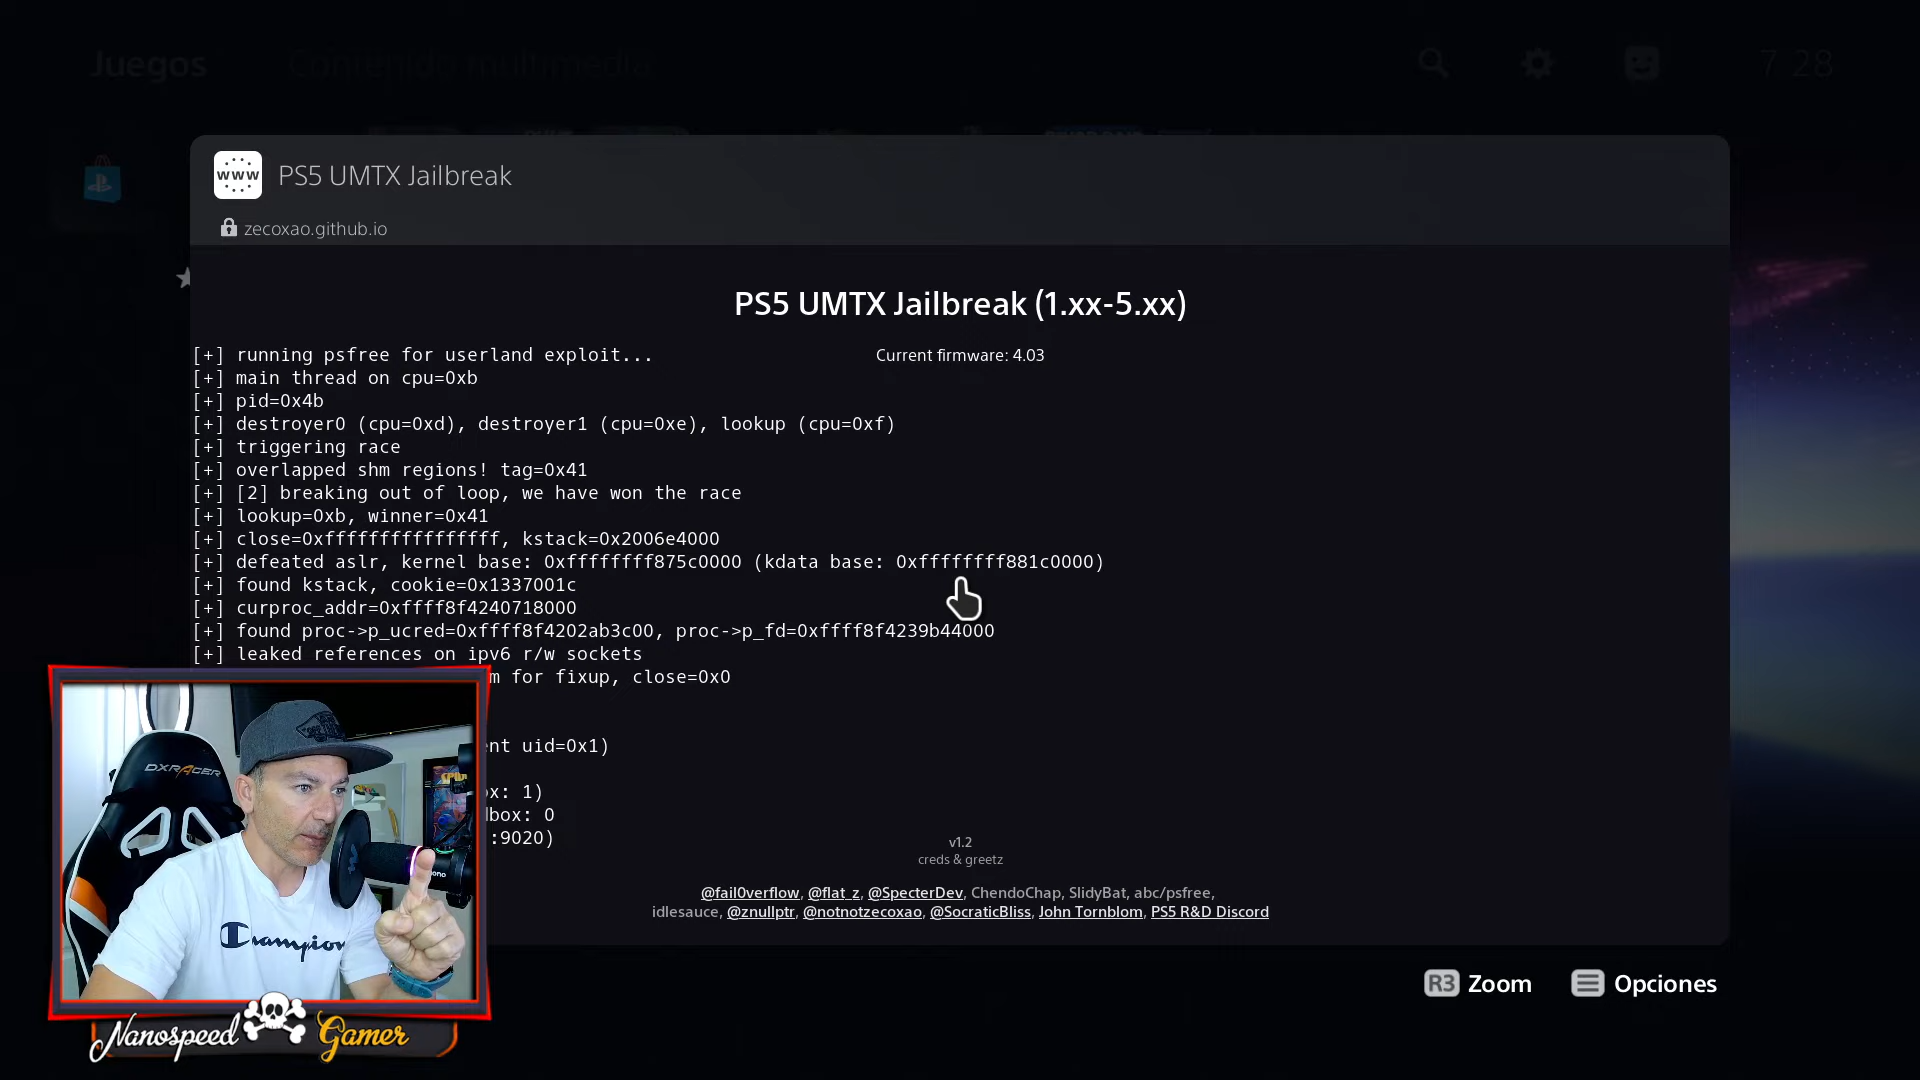 Juegos
Contenido multimedia
7:28
www
PS5 UMTX Jailbreak
zecoxao.github.io
PS5 UMTX Jailbreak (1.xx-5.xx)
Current firmware: 4.03
[+] running psfree for userland exploit...
[+] main thread on cpu=0xb
[+] pid=0x4b
[+] destroyer0 (cpu=0xd), destroyer1 (cpu=0xe), lookup (cpu=0xf)
[+] triggering race
[+] overlapped shm regions! tag=0x41
[+] [2] breaking out of loop, we have won the race
[+] lookup=0xb, winner=0x41
[+] close=0xffffffffffffffff, kstack=0x2006e4000
[+] defeated aslr, kernel base: 0xffffffff875c0000 (kdata base: 0xffffffff881c0000)
[+] found kstack, cookie=0x1337001c
[+] curproc_addr=0xffff8f4240718000
[+] found proc->p_ucred=0xffff8f4202ab3c00, proc->p_fd=0xffff8f4239b44000
[+] leaked references on ipv6 r/w sockets
m for fixup, close=0x0
ent uid=0x1)
ox: 1)
dbox: 0
:9020)
v1.2
creds & greetz
@fail0verflow, @flat_z, @SpecterDev, ChendoChap, SlidyBat, abc/psfree,
idlesauce, @znullptr, @notnotzecoxao, @SocraticBliss, John Tornblom, PS5 R&D Discord
DXRACER
Champion
Nanospeed Gamer
R3 Zoom
Opciones